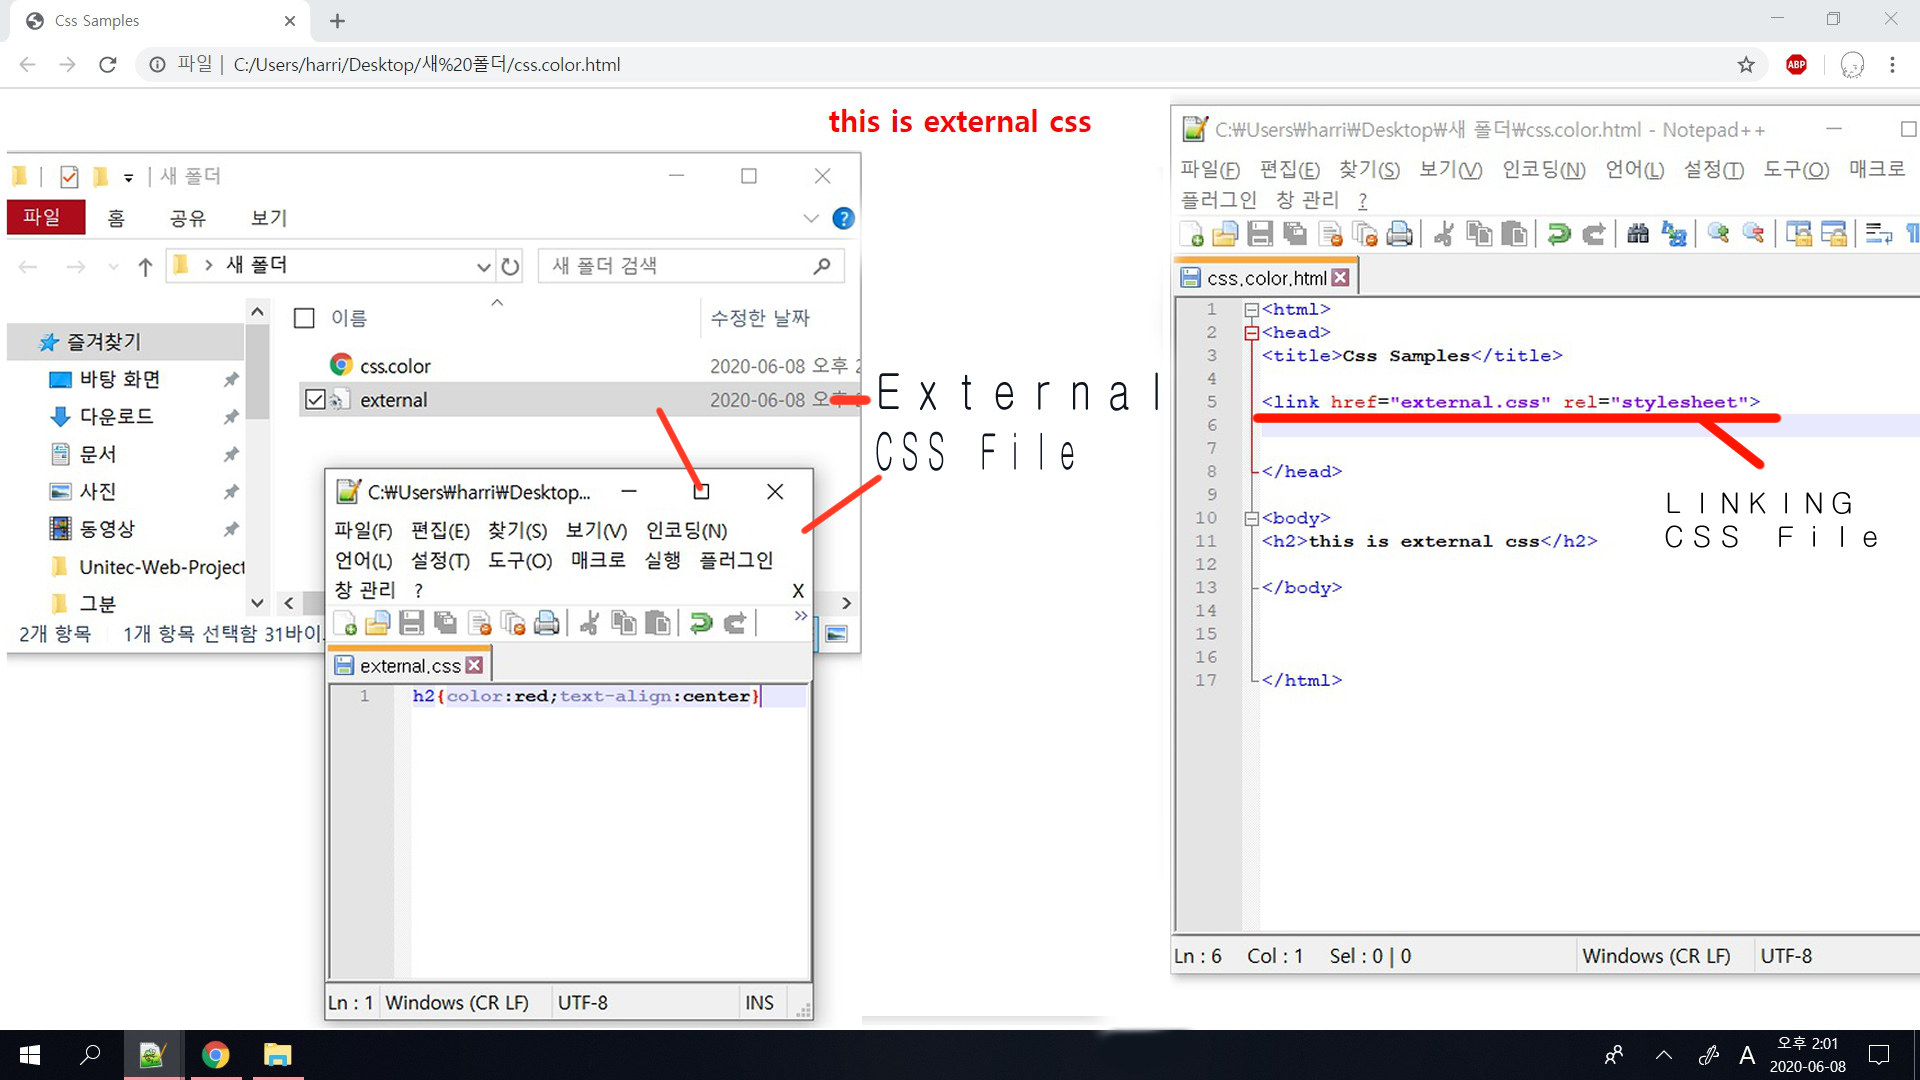 Css Samples
파일 | C:/Users/harri/Desktop/새%20폴더/css.color.html
ABP
this is external css
새 폴더
파일 홈 공유 보기
새 폴더
새 폴더 검색
이름 수정한 날짜
즐겨찾기
바탕 화면
다운로드
문서
사진
동영상
Unitec-Web-Project
그분
css.color 2020-06-08 오후 2
external 2020-06-08 오후
2개 항목 1개 항목 선택함 31바이
External
CSS File
C:₩Users₩harri₩Desktop...
파일(F) 편집(E) 찾기(S) 보기(V) 인코딩(N)
언어(L) 설정(T) 도구(O) 매크로 실행 플러그인
창 관리 ? X
external.css
1 h2{color:red;text-align:center}
Ln : 1 Windows (CR LF) UTF-8 INS
C:₩Users₩harri₩Desktop₩새 폴더₩css.color.html - Notepad++
파일(F) 편집(E) 찾기(S) 보기(V) 인코딩(N) 언어(L) 설정(T) 도구(O) 매크로
플러그인 창 관리 ?
css.color.html
1 <html>
2 <head>
3 <title>Css Samples</title>
4
5 <link href="external.css" rel="stylesheet">
6
7
8 </head>
9
10 <body>
11 <h2>this is external css</h2>
12
13 </body>
14
15
16
17 </html>
LINKING
CSS File
Ln : 6 Col : 1 Sel : 0 | 0 Windows (CR LF) UTF-8
A
오후 2:01
2020-06-08